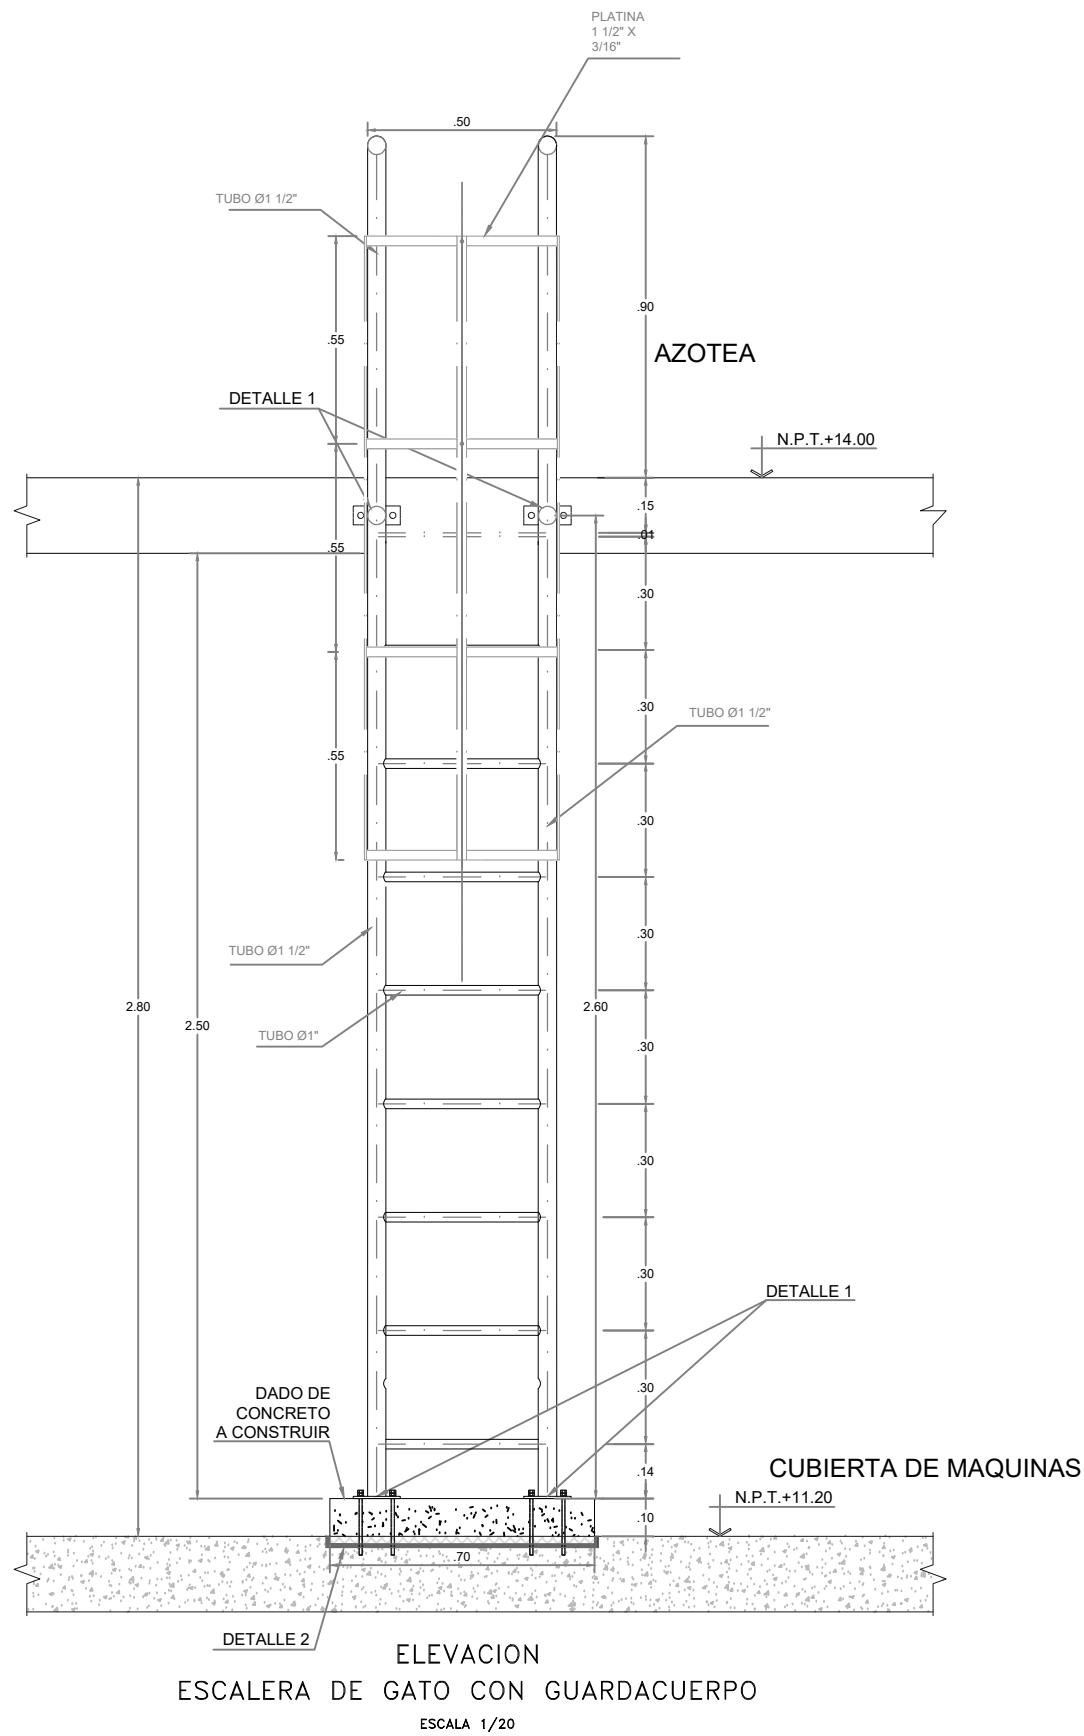 PLATINA
1 1/2" X
3/16"
.50
TUBO Ø1 1/2"
.90
.55
AZOTEA
DETALLE 1
N.P.T.+14.00
.15
.01
.55
.30
.30
TUBO Ø1 1/2"
.55
.30
.30
TUBO Ø1 1/2"
2.80
2.50
2.60
TUBO Ø1"
.30
.30
.30
DETALLE 1
.30
DADO DE
CONCRETO
A CONSTRUIR
.14
CUBIERTA DE MAQUINAS
N.P.T.+11.20
.10
.70
DETALLE 2
ELEVACION
ESCALERA DE GATO CON GUARDACUERPO
ESCALA 1/20